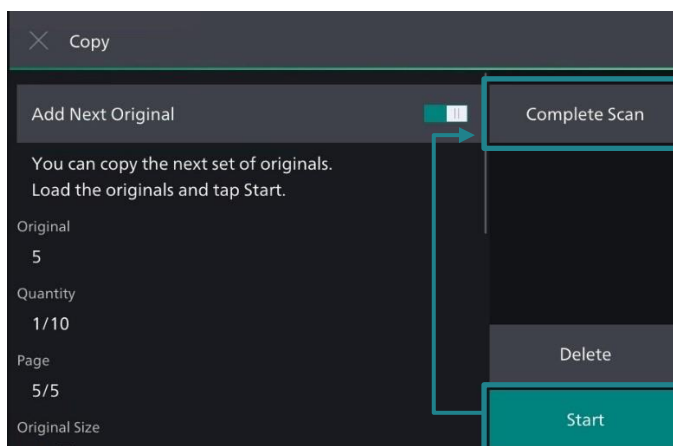 Copy
Add Next Original
Complete Scan
You can copy the next set of originals.
Load the originals and tap Start.
Original
5
Quantity
1/10
Page
5/5
Original Size
Delete
Start